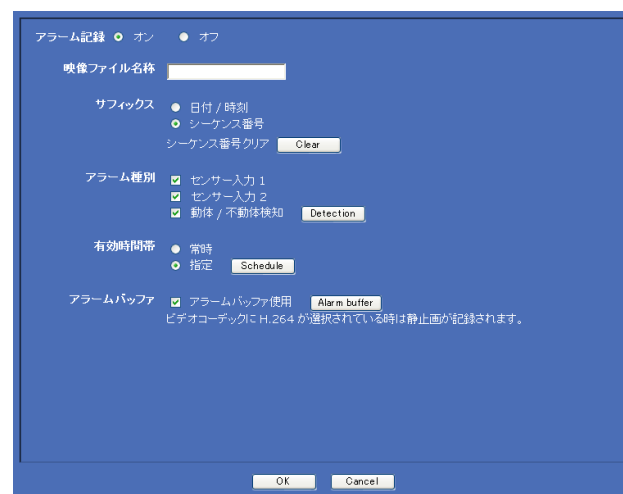 アラーム記録 オン オフ
映像ファイル名称
サフィックス 日付 / 時刻
シーケンス番号
シーケンス番号クリア Clear
アラーム種別 センサー入力 1
センサー入力 2
動体 / 不動体検知 Detection
有効時間帯 常時
指定 Schedule
アラームバッファ アラームバッファ使用 Alarm buffer
ビデオコーデックに H.264 が選択されている時は静止画が記録されます。
OK Cancel